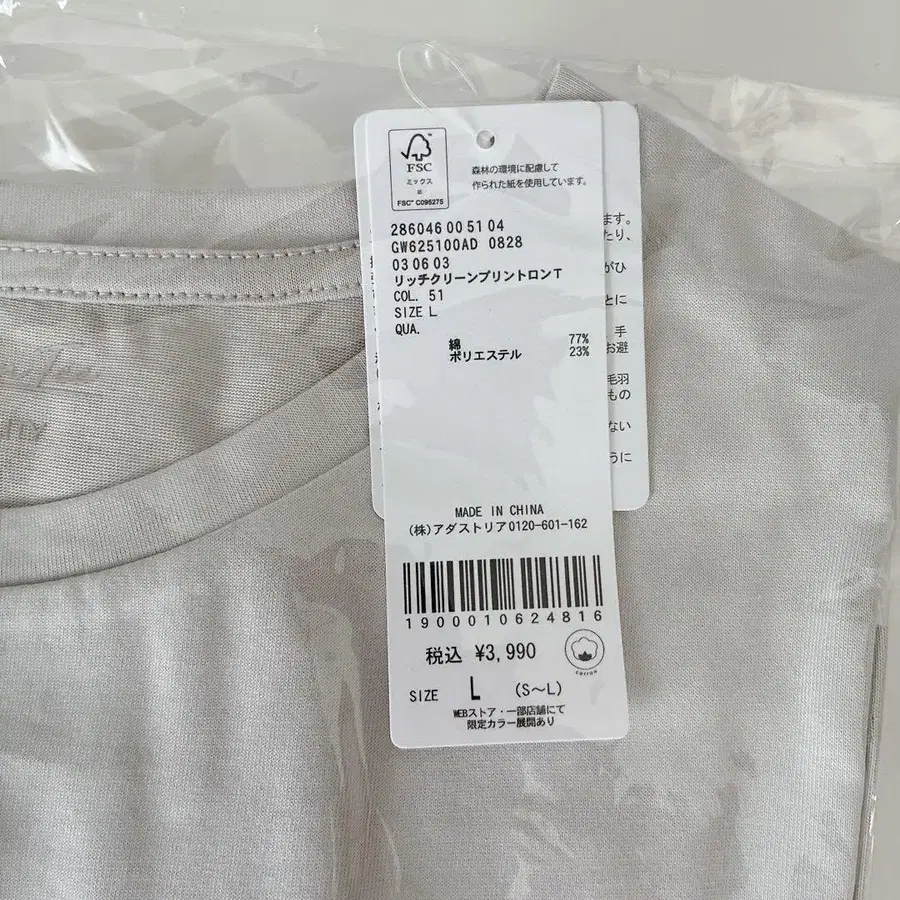 FSC
ミックス
紙
FSC™ C095275
森林の環境に配慮して
作られた紙を使用しています。
286046 00 51 04
GW625100AD 0828
03 06 03
リッチクリーンプリントロンT
COL. 51
SIZE L
QUA.
綿 77%
ポリエステル 23%
MADE IN CHINA
(株)アダストリア0120-601-162
1900010624816
税込 ¥3,990
cotton
SIZE L (S〜L)
WEBストア・一部店舗にて
限定カラー展開あり
ます。
たり、
がひ
とに
手
お避
毛羽
もの
ない
うに